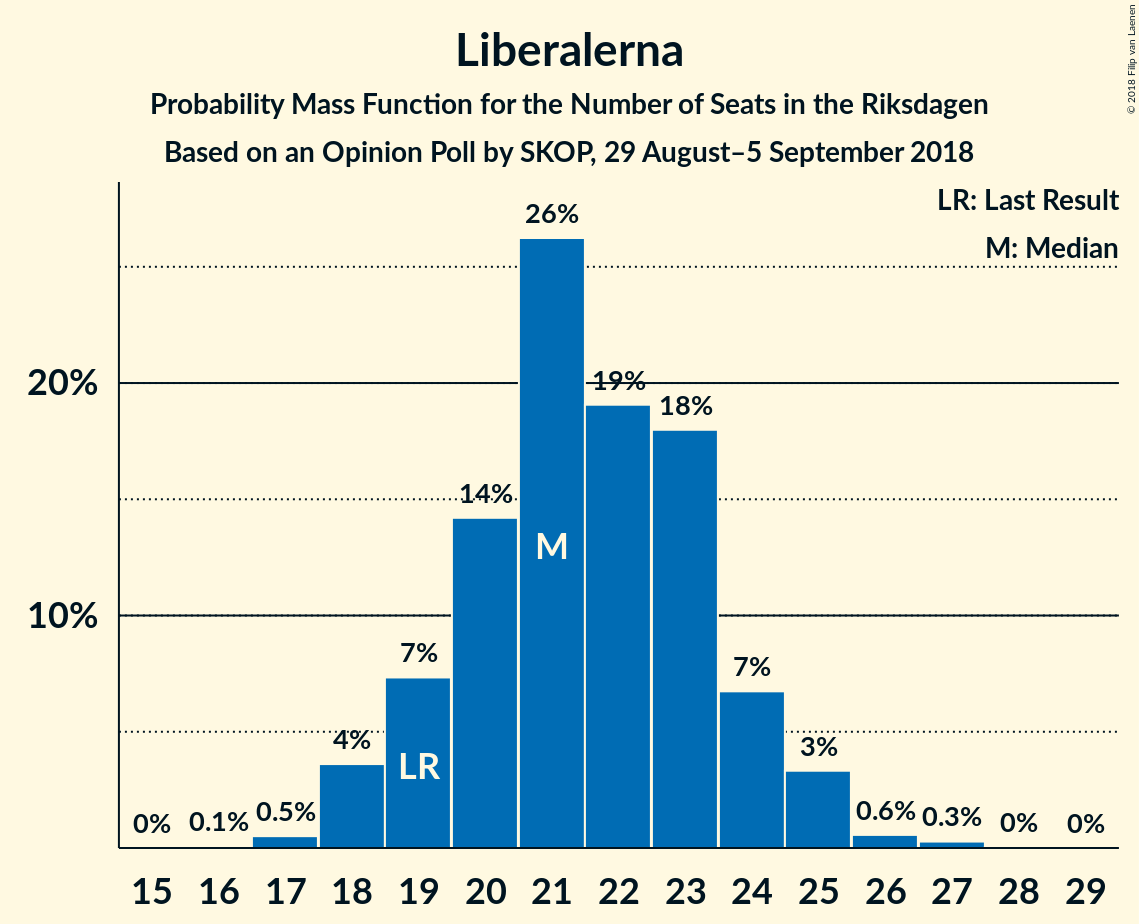 Liberalerna
Probability Mass Function for the Number of Seats in the Riksdagen
Based on an Opinion Poll by SKOP, 29 August–5 September 2018
© 2018 Filip van Laenen
LR: Last Result
M: Median
20%
10%
0%
0.1%
0.5%
4%
7%
14%
26%
19%
18%
7%
3%
0.6%
0.3%
0%
0%
LR
M
15 16 17 18 19 20 21 22 23 24 25 26 27 28 29